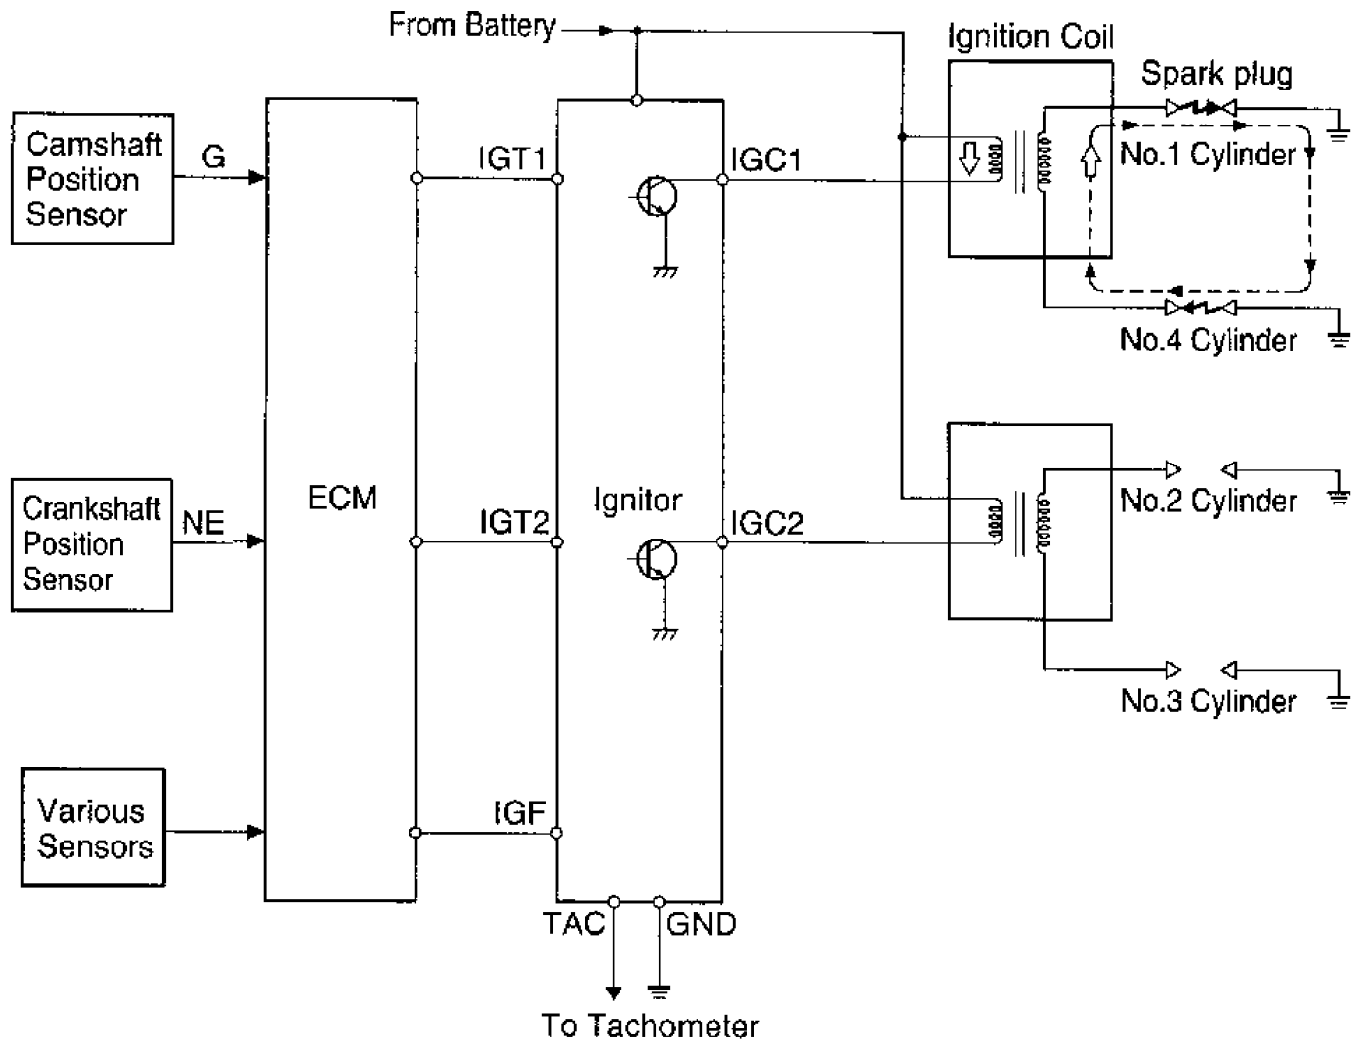 From Battery
Ignition Coil
Spark plug
Camshaft
Position
Sensor
G
IGT1
IGC1
No.1 Cylinder
No.4 Cylinder
Crankshaft
Position
Sensor
NE
ECM
IGT2
Ignitor
IGC2
No.2 Cylinder
No.3 Cylinder
Various
Sensors
IGF
TAC
GND
To Tachometer